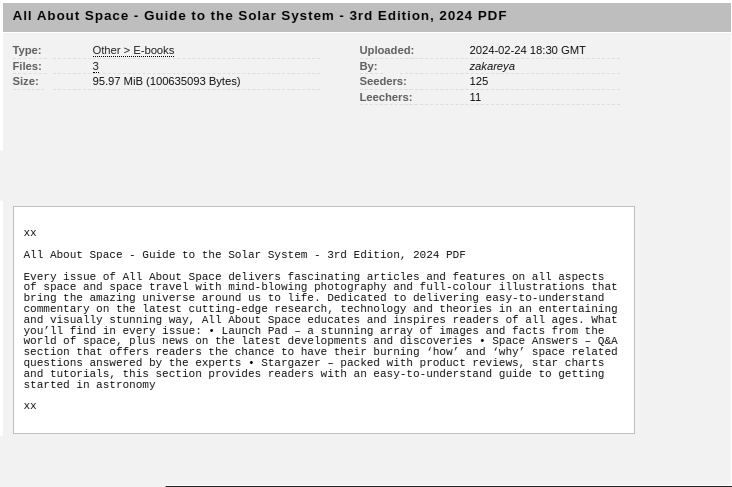 All About Space - Guide to the Solar System - 3rd Edition, 2024 PDF
Type: Other > E-books
Files: 3
Size: 95.97 MiB (100635093 Bytes)
Uploaded: 2024-02-24 18:30 GMT
By: zakareya
Seeders: 125
Leechers: 11
xx
All About Space - Guide to the Solar System - 3rd Edition, 2024 PDF
Every issue of All About Space delivers fascinating articles and features on all aspects
of space and space travel with mind-blowing photography and full-colour illustrations that
bring the amazing universe around us to life. Dedicated to delivering easy-to-understand
commentary on the latest cutting-edge research, technology and theories in an entertaining
and visually stunning way, All About Space educates and inspires readers of all ages. What
you’ll find in every issue: • Launch Pad – a stunning array of images and facts from the
world of space, plus news on the latest developments and discoveries • Space Answers – Q&A
section that offers readers the chance to have their burning ‘how’ and ‘why’ space related
questions answered by the experts • Stargazer – packed with product reviews, star charts
and tutorials, this section provides readers with an easy-to-understand guide to getting
started in astronomy
xx